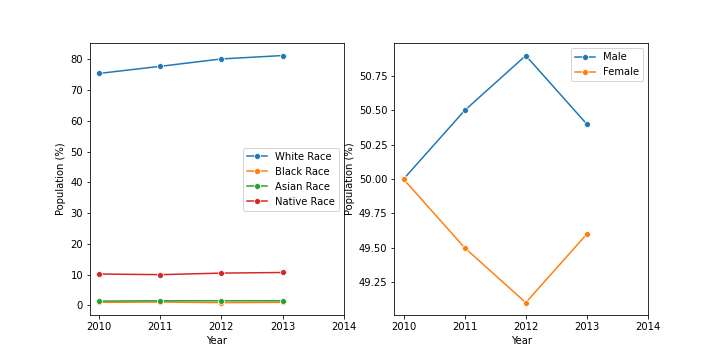 Population (%)
80
70
60
50
40
30
20
10
0
2010
2011
2012
2013
2014
Year
White Race
Black Race
Asian Race
Native Race
Population (%)
50.75
50.50
50.25
50.00
49.75
49.50
49.25
2010
2011
2012
2013
2014
Year
Male
Female